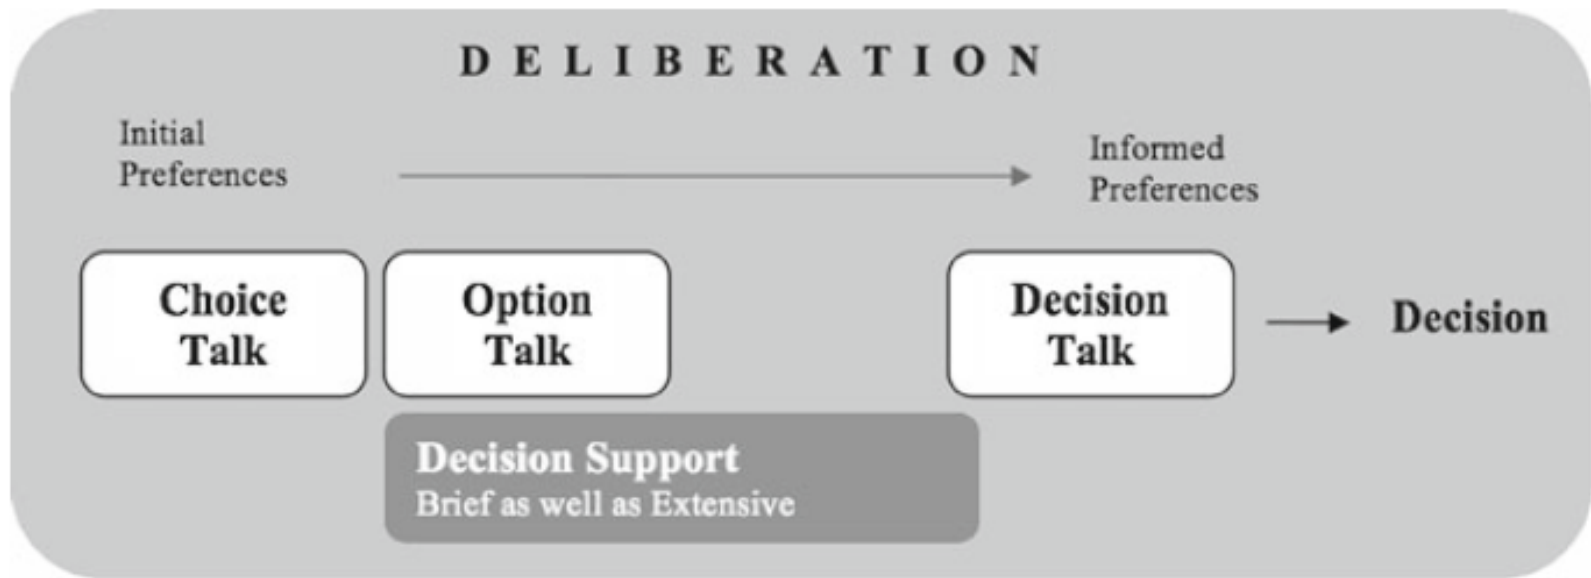 DELIBERATION
Initial
Preferences
Informed
Preferences
Choice
Talk
Option
Talk
Decision
Talk
Decision
Decision Support
Brief as well as Extensive